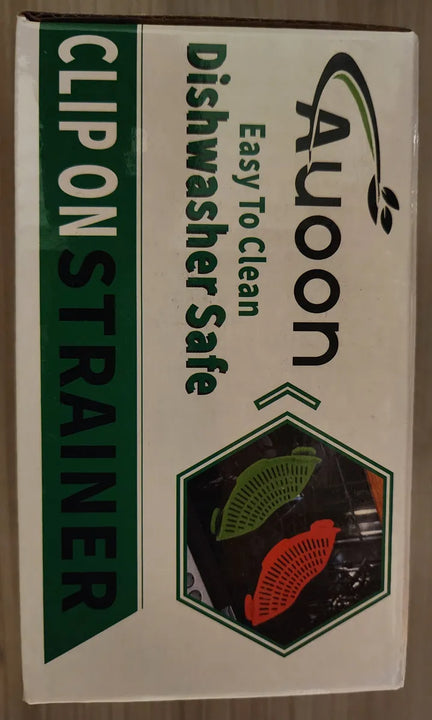 Auoon
Easy To Clean
Dishwasher Safe
CLIP ON STRAINER